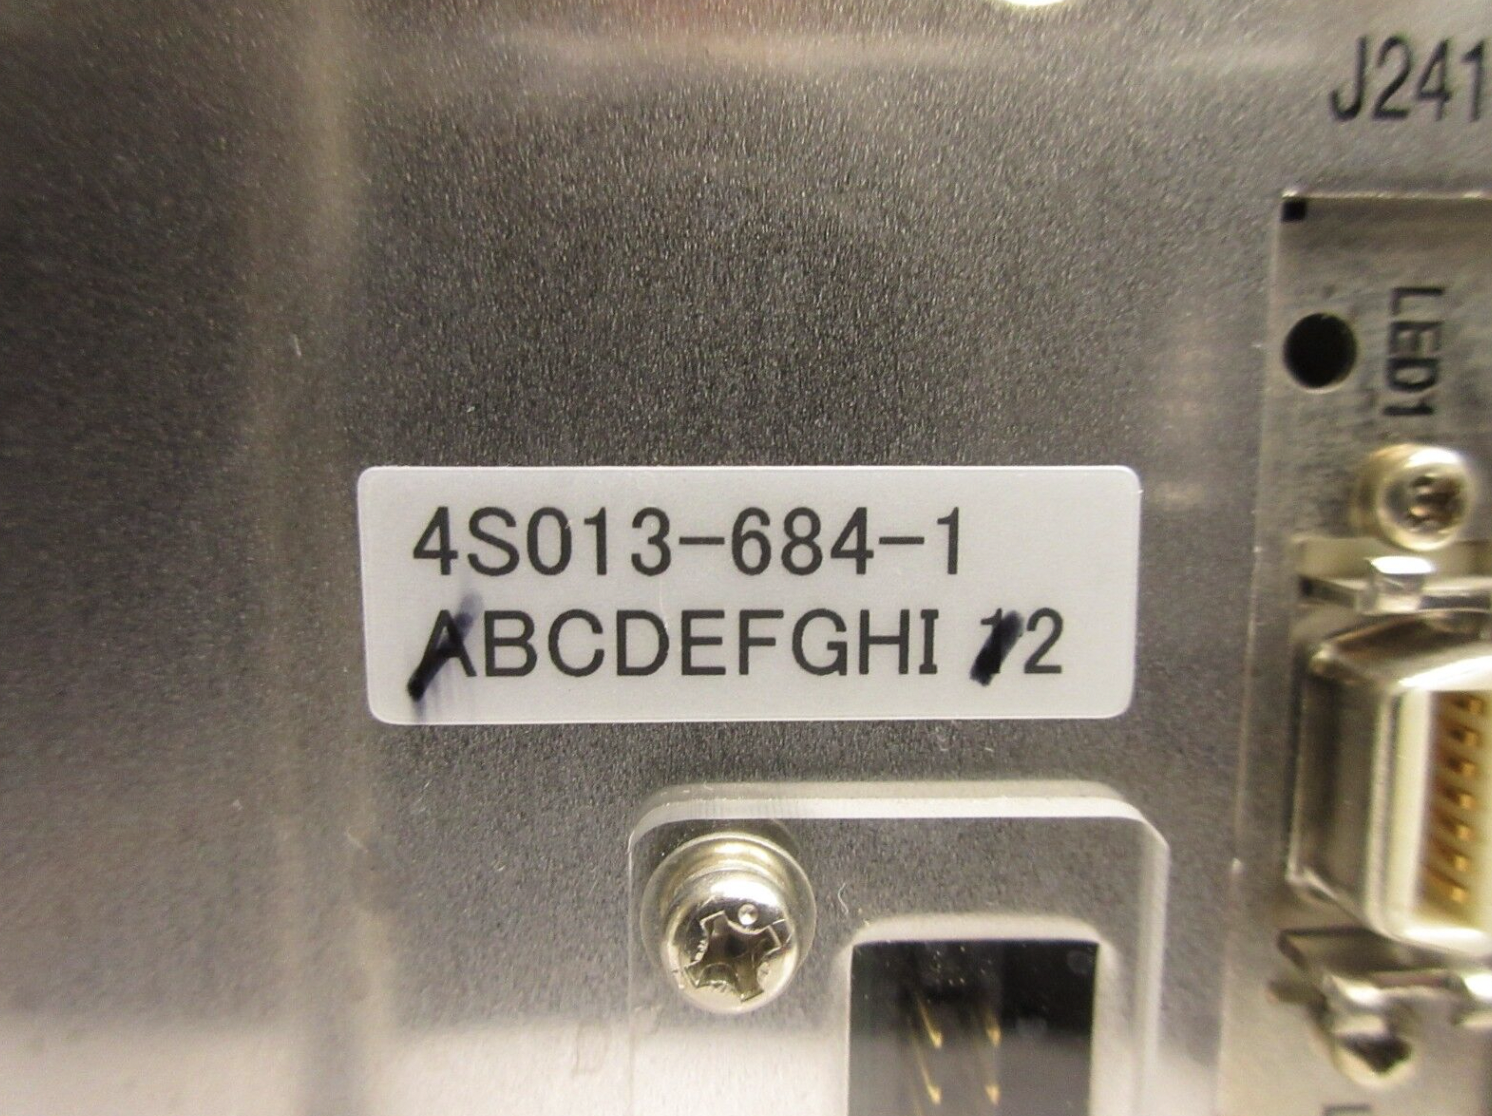 J241
LED1
4S013-684-1
ABCDEFGHI 12